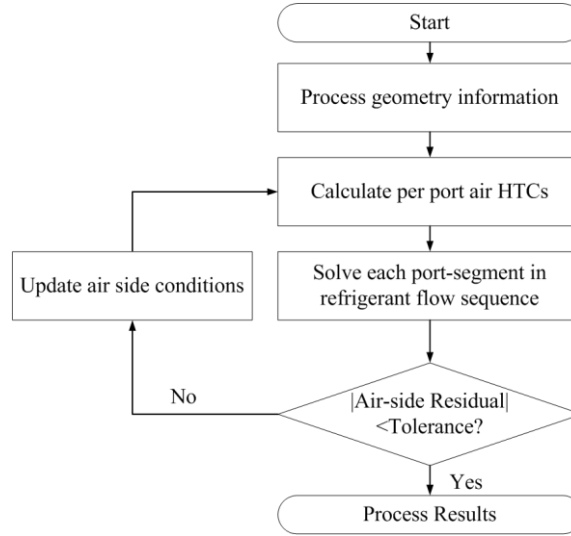 Start
Process geometry information
Calculate per port air HTCs
Update air side conditions
Solve each port-segment in
refrigerant flow sequence
No
|Air-side Residual|
<Tolerance?
Yes
Process Results